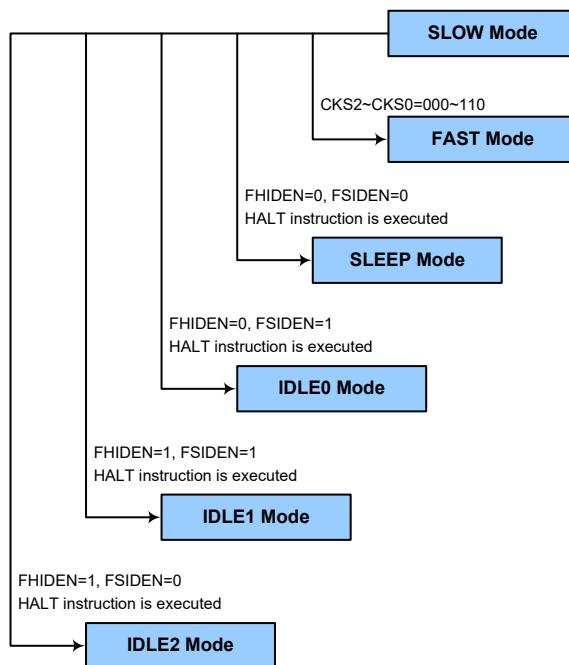 SLOW Mode
CKS2~CKS0=000~110
FAST Mode
FHIDEN=0, FSIDEN=0
HALT instruction is executed
SLEEP Mode
FHIDEN=0, FSIDEN=1
HALT instruction is executed
IDLE0 Mode
FHIDEN=1, FSIDEN=1
HALT instruction is executed
IDLE1 Mode
FHIDEN=1, FSIDEN=0
HALT instruction is executed
IDLE2 Mode